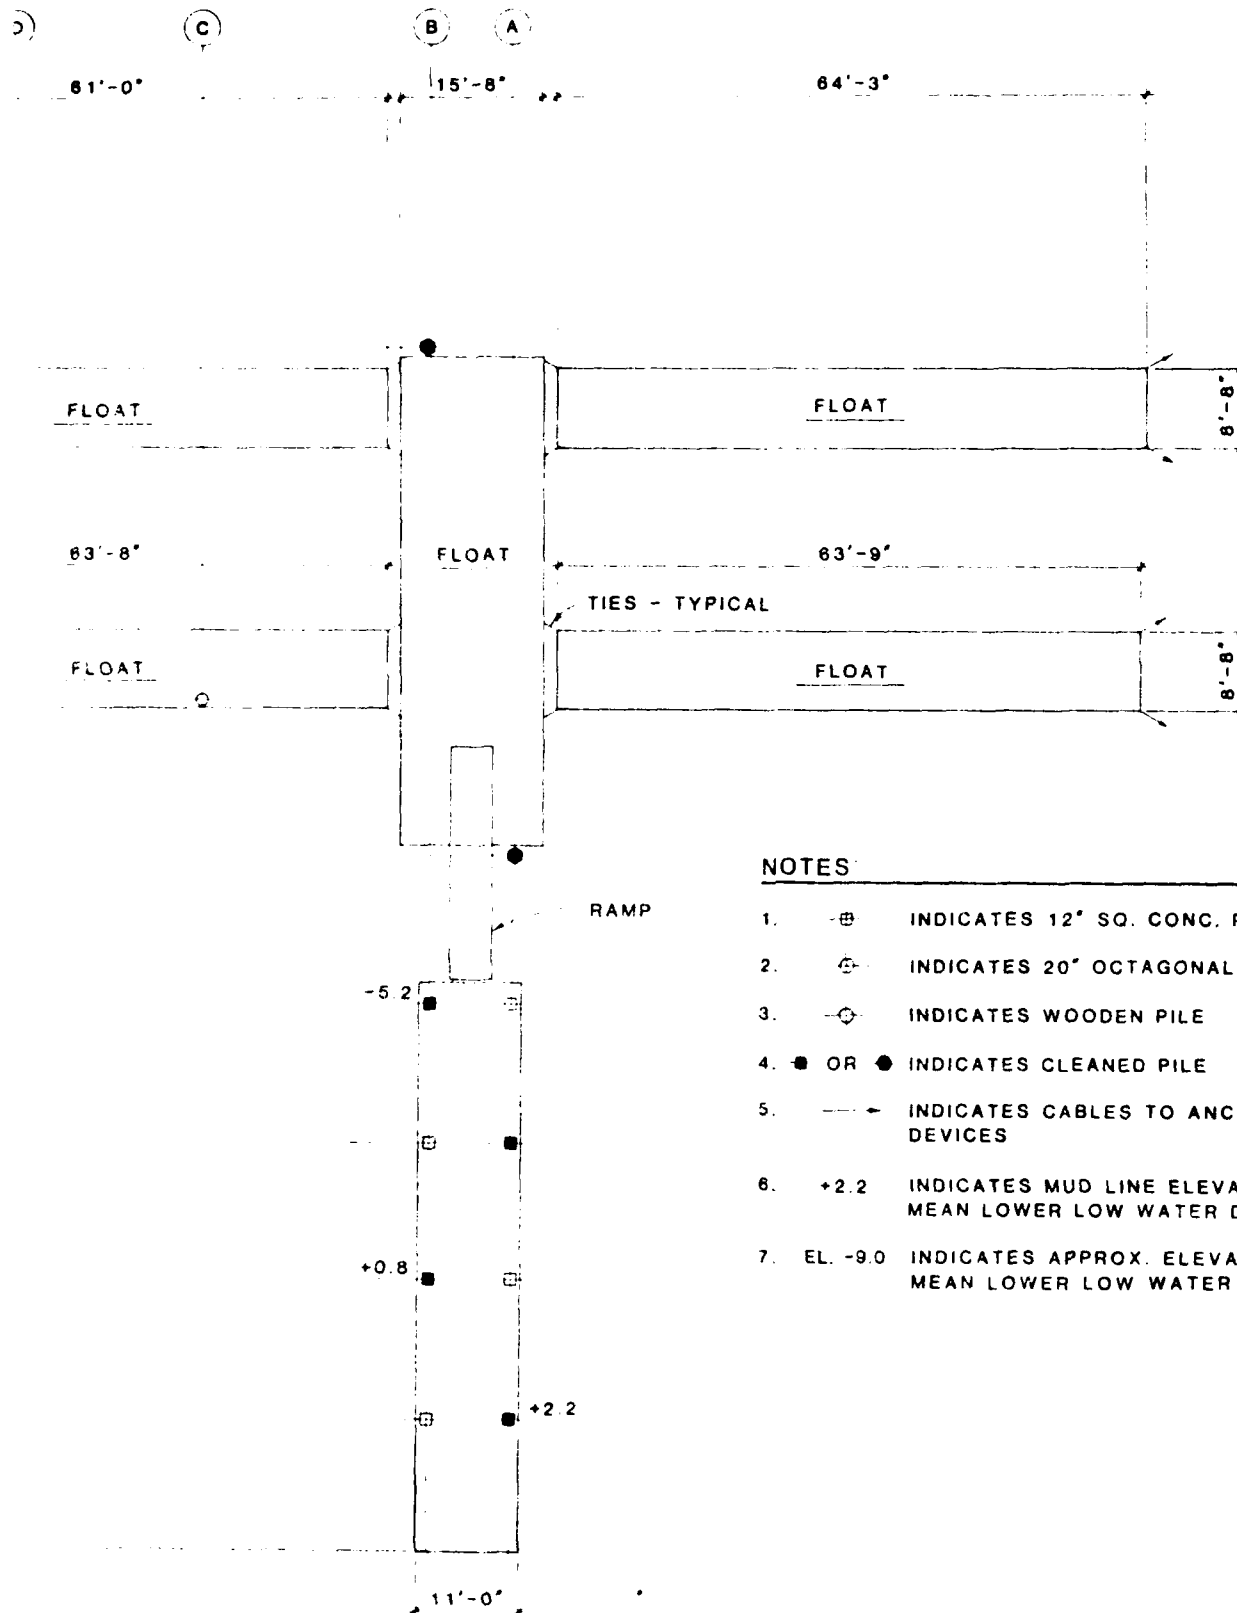 C B A
61'-0" 15'-8" 64'-3"
FLOAT FLOAT 8'-8"
63'-8" FLOAT 63'-9"
TIES - TYPICAL
FLOAT FLOAT 8'-8"
NOTES
RAMP
1. INDICATES 12" SQ. CONC.
2. INDICATES 20" OCTAGONAL
-5.2
3. INDICATES WOODEN PILE
4. OR INDICATES CLEANED PILE
5. INDICATES CABLES TO ANC
DEVICES
6. +2.2 INDICATES MUD LINE ELEVA
MEAN LOWER LOW WATER D
+0.8
7. EL. -9.0 INDICATES APPROX. ELEVA
MEAN LOWER LOW WATER
+2.2
11'-0"